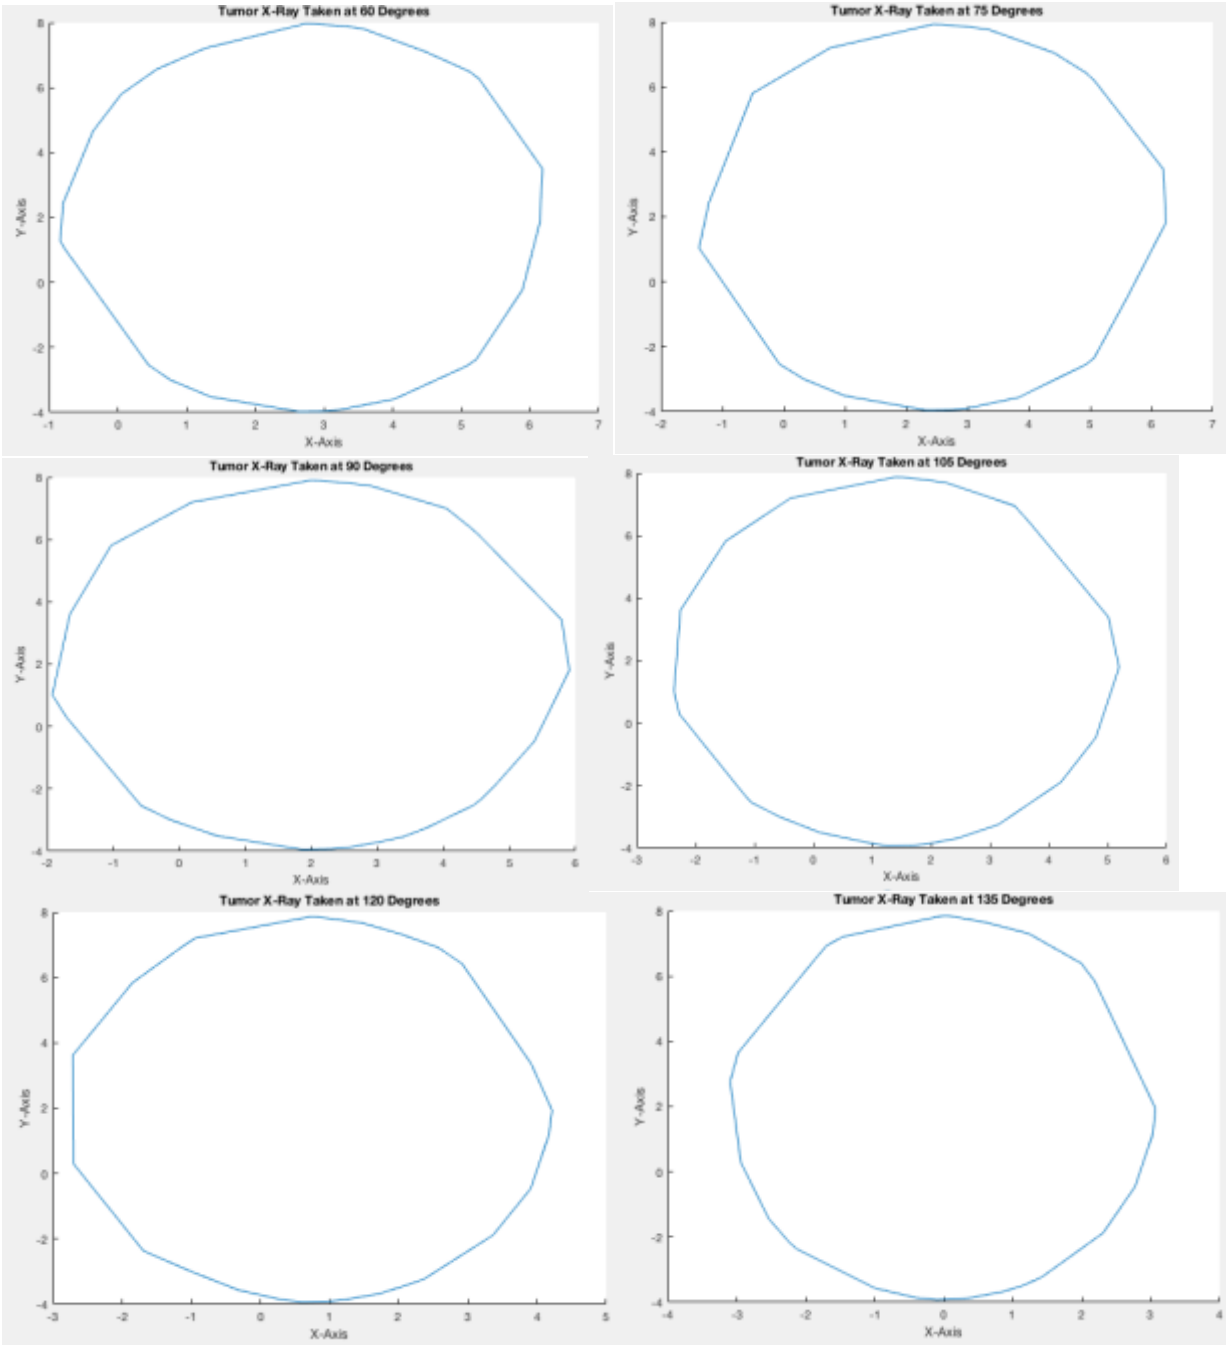 Tumor X-Ray Taken at 60 Degrees
8
6
4
2
0
-2
-4
Y-Axis
-1 0 1 2 3 4 5 6 7
X-Axis
Tumor X-Ray Taken at 75 Degrees
8
6
4
2
0
-2
-4
Y-Axis
-2 -1 0 1 2 3 4 5 6 7
X-Axis
Tumor X-Ray Taken at 90 Degrees
8
6
4
2
0
-2
-4
Y-Axis
-2 -1 0 1 2 3 4 5 6
X-Axis
Tumor X-Ray Taken at 105 Degrees
8
6
4
2
0
-2
-4
Y-Axis
-3 -2 -1 0 1 2 3 4 5 6
X-Axis
Tumor X-Ray Taken at 120 Degrees
8
6
4
2
0
-2
-4
Y-Axis
-3 -2 -1 0 1 2 3 4 5
X-Axis
Tumor X-Ray Taken at 135 Degrees
8
6
4
2
0
-2
-4
Y-Axis
-4 -3 -2 -1 0 1 2 3 4
X-Axis